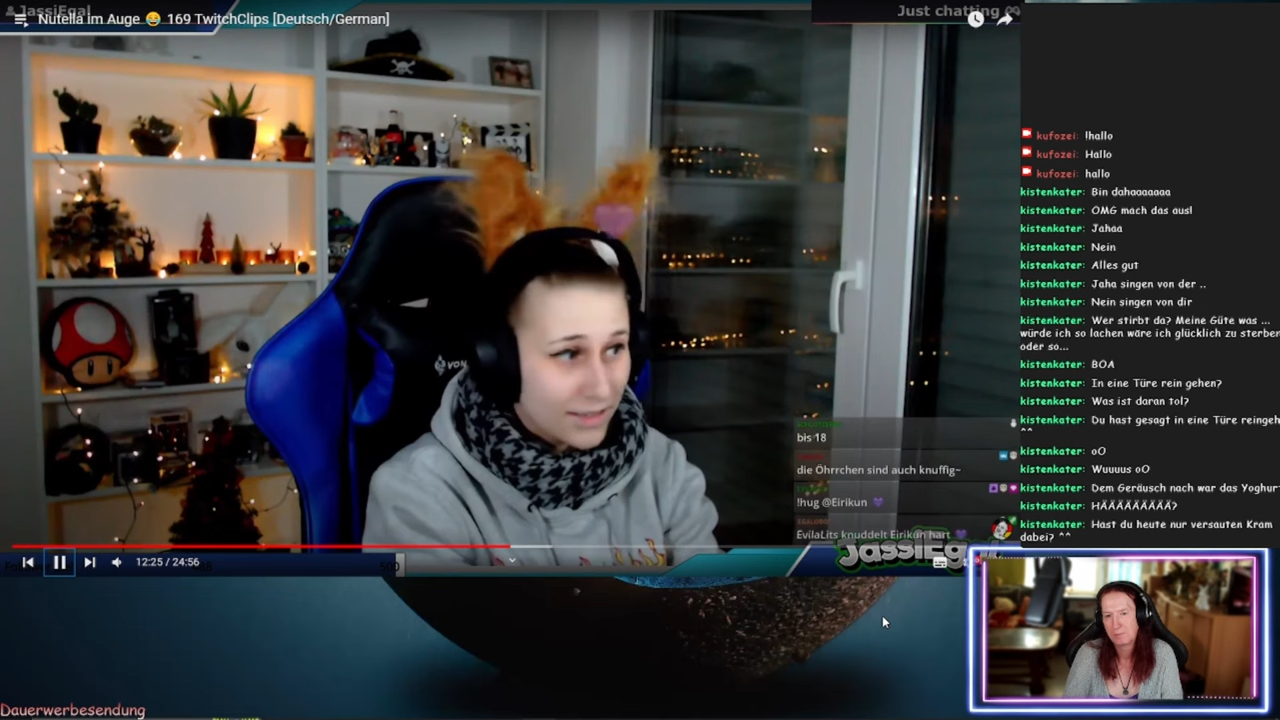 JassiEgal
Nutella im Auge 😂 169 TwitchClips [Deutsch/German]
Just chatting
kufozei: !hallo
kufozei: Hallo
kufozei: hallo
kistenkater: Bin dahaaaaaaa
kistenkater: OMG mach das aus!
kistenkater: Jahaa
kistenkater: Nein
kistenkater: Alles gut
kistenkater: Jaha singen von der ..
kistenkater: Nein singen von dir
kistenkater: Wer stirbt da? Meine Güte was ...
würde ich so lachen wäre ich glücklich zu sterben
oder so...
kistenkater: BOA
kistenkater: In eine Türe rein gehen?
kistenkater: Was ist daran tol?
kistenkater: Du hast gesagt in eine Türe reingeh
^^
kistenkater: oO
kistenkater: Wuuuus oO
kistenkater: Dem Geräusch nach war das Yoghur
kistenkater: HÄÄÄÄÄÄÄÄÄ?
kistenkater: Hast du heute nur versauten Kram
dabei? ^^
bis 18
die Öhrrchen sind auch knuffig~
!hug @Eirikun 💜
EvilaLits knuddelt Eirikun hart 💜
JassiEgal
12:25 / 24:56
500
Dauerwerbesendung